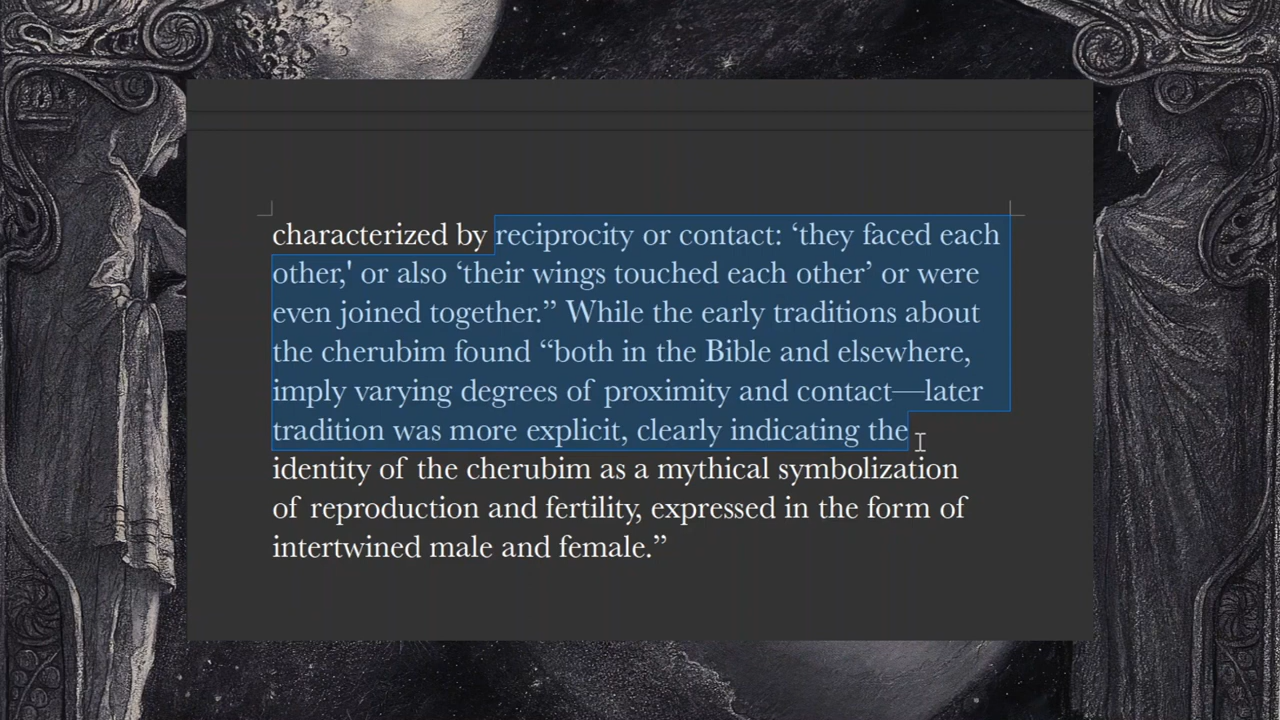 characterized by reciprocity or contact: ‘they faced each
other,' or also ‘their wings touched each other’ or were
even joined together.” While the early traditions about
the cherubim found “both in the Bible and elsewhere,
imply varying degrees of proximity and contact—later
tradition was more explicit, clearly indicating the
identity of the cherubim as a mythical symbolization
of reproduction and fertility, expressed in the form of
intertwined male and female.”